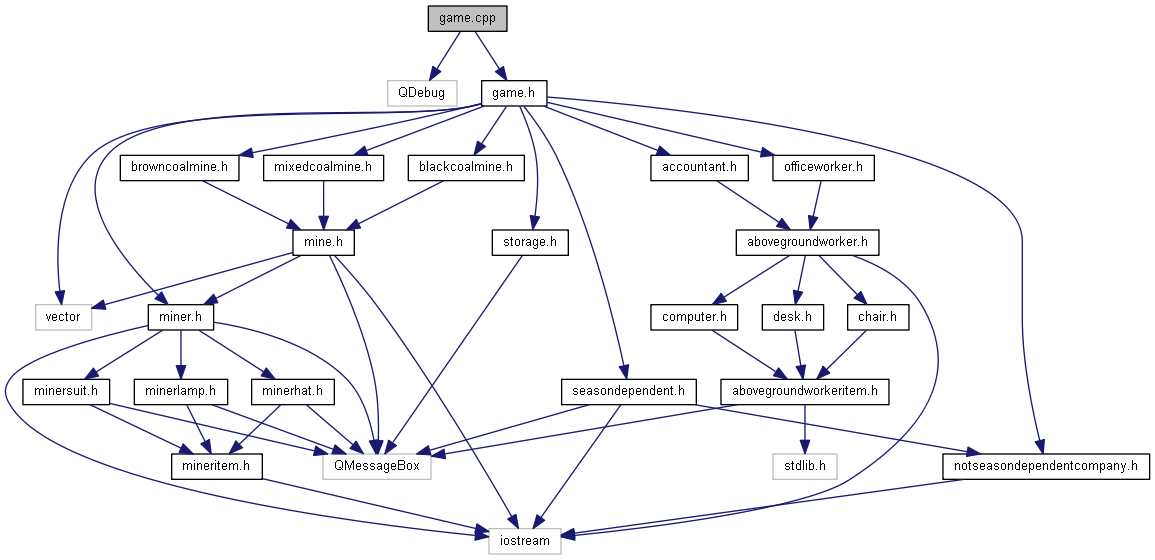 game.cpp
QDebug
game.h
browncoalmine.h
mixedcoalmine.h
blackcoalmine.h
accountant.h
officeworker.h
mine.h
storage.h
abovegroundworker.h
vector
miner.h
computer.h
desk.h
chair.h
minersuit.h
minerlamp.h
minerhat.h
seasondependent.h
abovegroundworkeritem.h
mineritem.h
QMessageBox
stdlib.h
notseasondependentcompany.h
iostream